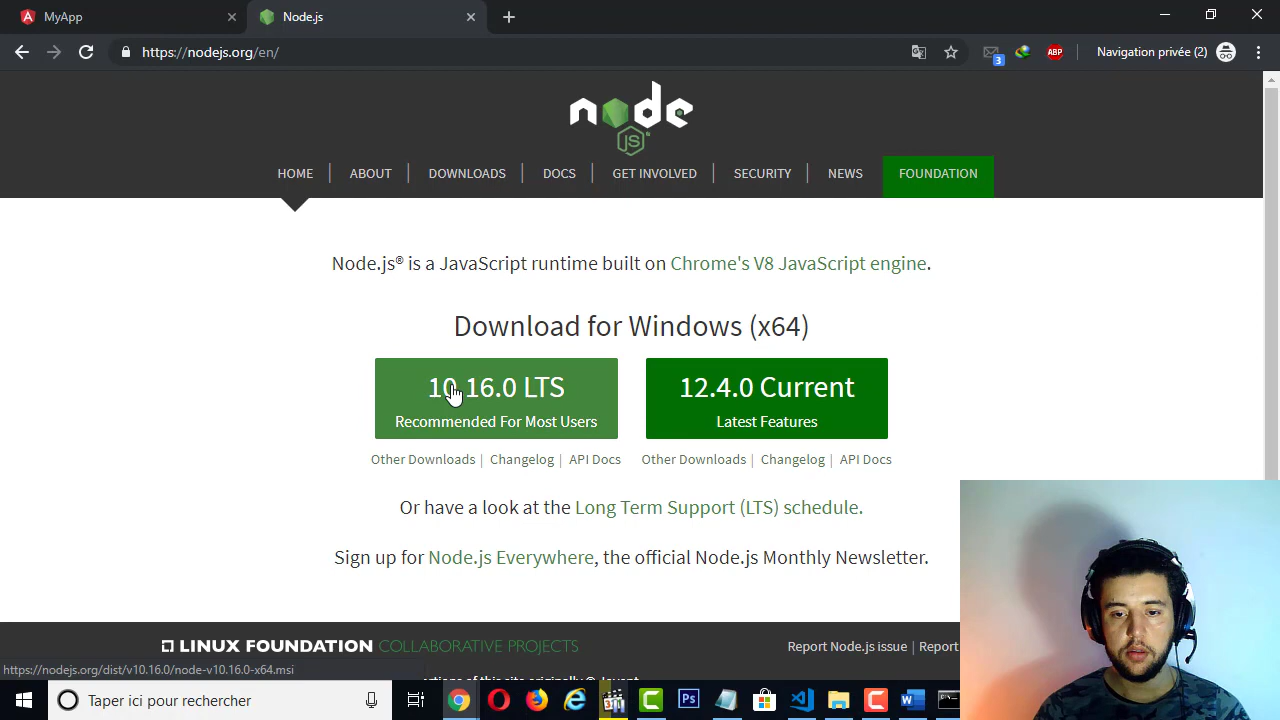 MyApp
Node.js
https://nodejs.org/en/
3
ABP
Navigation privée (2)
node
JS
HOME
ABOUT
DOWNLOADS
DOCS
GET INVOLVED
SECURITY
NEWS
FOUNDATION
Node.js® is a JavaScript runtime built on Chrome's V8 JavaScript engine.
Download for Windows (x64)
10.16.0 LTS
Recommended For Most Users
12.4.0 Current
Latest Features
Other Downloads | Changelog | API Docs
Other Downloads | Changelog | API Docs
Or have a look at the Long Term Support (LTS) schedule.
Sign up for Node.js Everywhere, the official Node.js Monthly Newsletter.
LINUX FOUNDATION COLLABORATIVE PROJECTS
Report Node.js issue | Report
https://nodejs.org/dist/v10.16.0/node-v10.16.0-x64.msi
Taper ici pour rechercher